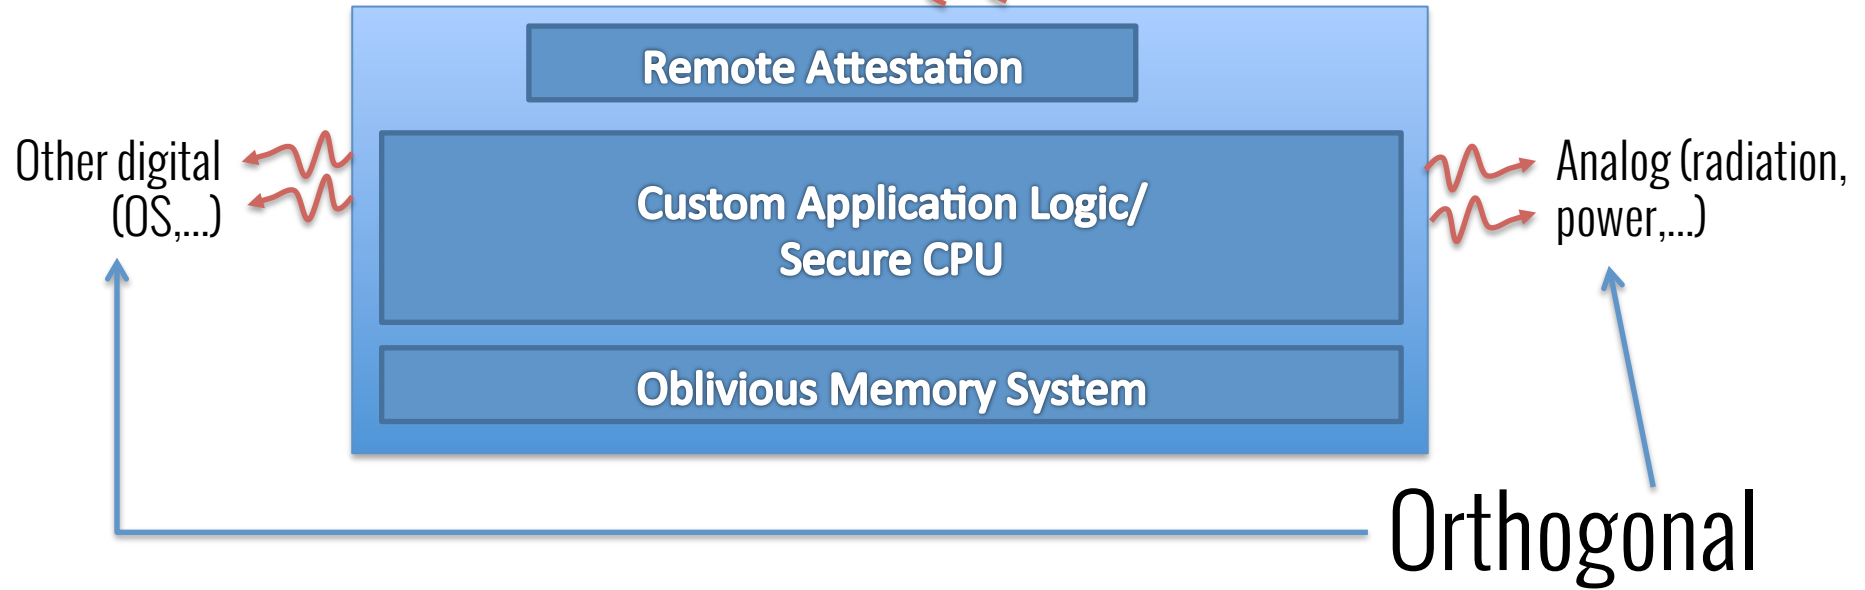 Remote Attestation
Other digital
(OS,...)
Custom Application Logic/
Secure CPU
Analog (radiation,
power,...)
Oblivious Memory System
Orthogonal